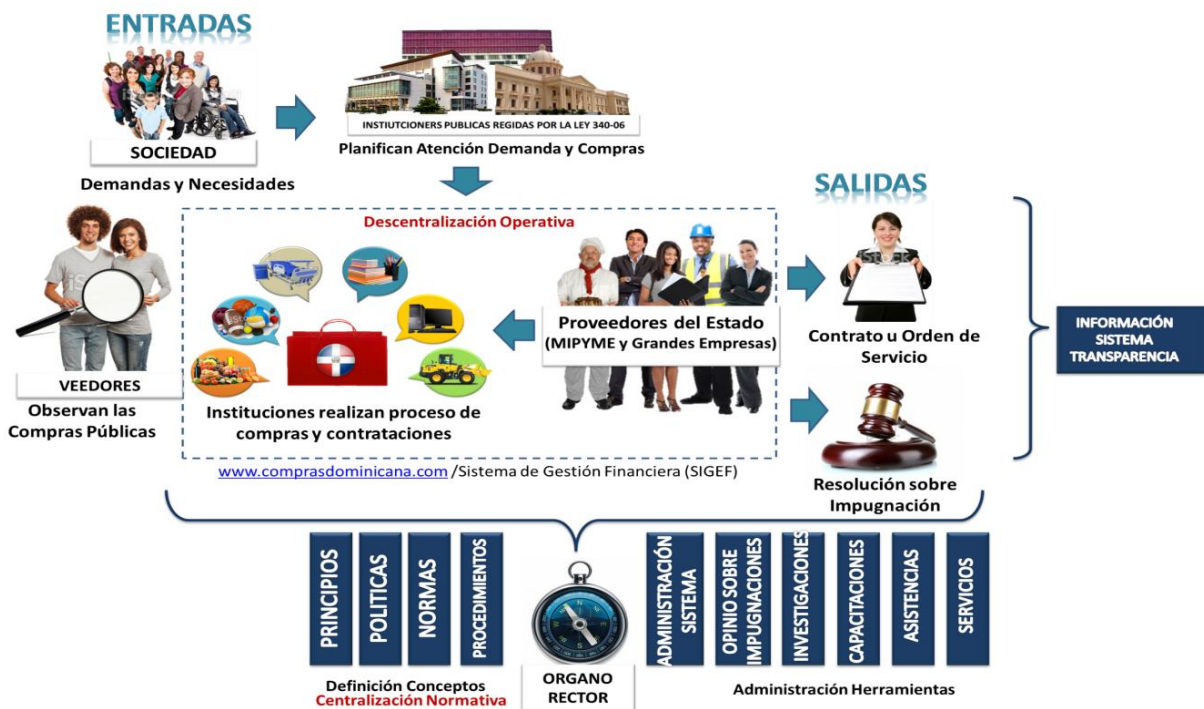 ENTRADAS
SOCIEDAD
Demandas y Necesidades
INSTIUTCIONERS PUBLICAS REGIDAS POR LA LEY 340-06
Planifican Atención Demanda y Compras
VEEDORES
Observan las
Compras Públicas
Descentralización Operativa
Instituciones realizan proceso de
compras y contrataciones
Proveedores del Estado
(MIPYME y Grandes Empresas)
www.comprasdominicana.com /Sistema de Gestión Financiera (SIGEF)
SALIDAS
iStock
Contrato u Orden de
Servicio
Resolución sobre
Impugnación
INFORMACIÓN
SISTEMA
TRANSPARENCIA
PRINCIPIOS
POLITICAS
NORMAS
PROCEDIMIENTOS
Definición Conceptos
Centralización Normativa
ORGANO
RECTOR
ADMINISTRACIÓN
SISTEMA
OPINIO SOBRE
IMPUGNACIONES
INVESTIGACIONES
CAPACITACIONES
ASISTENCIAS
SERVICIOS
Administración Herramientas